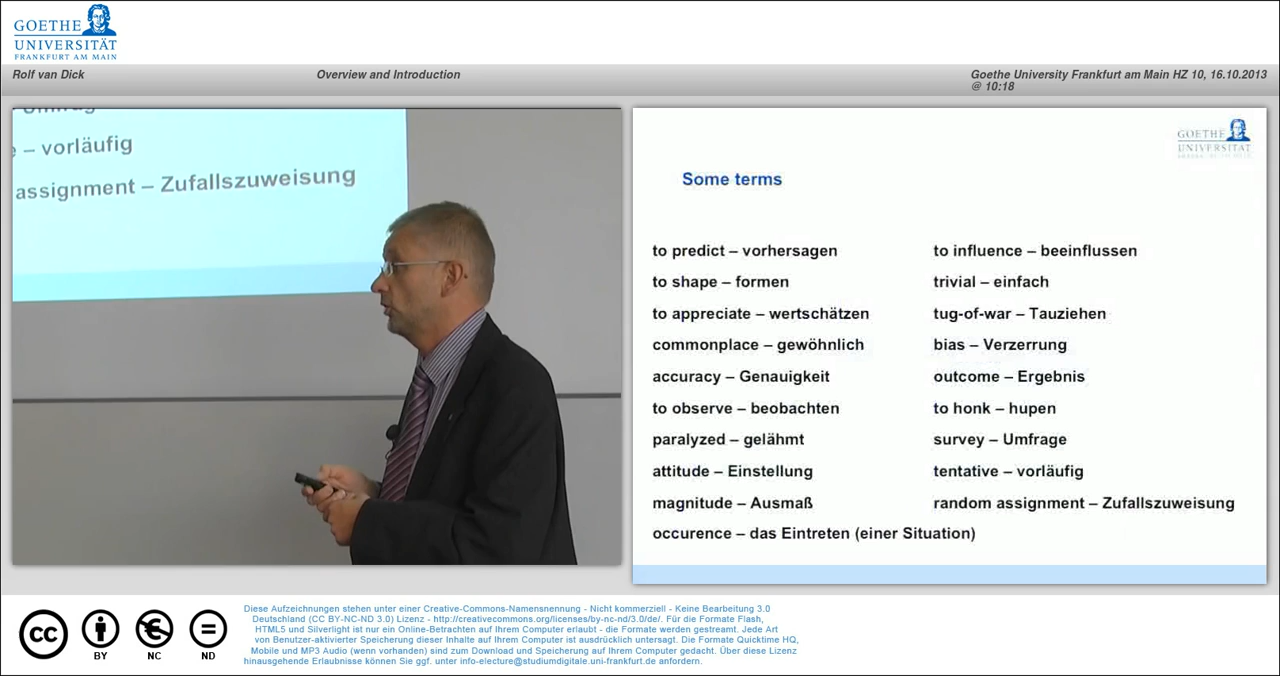 GOETHE
UNIVERSITÄT
FRANKFURT AM MAIN
Rolf van Dick
Overview and Introduction
Goethe University Frankfurt am Main HZ 10, 16.10.2013
@ 10:18
– vorläufig
assignment – Zufallszuweisung
GOETHE
UNIVERSITÄT
Some terms
to predict – vorhersagen
to shape – formen
to appreciate – wertschätzen
commonplace – gewöhnlich
accuracy – Genauigkeit
to observe – beobachten
paralyzed – gelähmt
attitude – Einstellung
magnitude – Ausmaß
occurence – das Eintreten (einer Situation)
to influence – beeinflussen
trivial – einfach
tug-of-war – Tauziehen
bias – Verzerrung
outcome – Ergebnis
to honk – hupen
survey – Umfrage
tentative – vorläufig
random assignment – Zufallszuweisung
cc
BY
NC
ND
Diese Aufzeichnungen stehen unter einer Creative-Commons-Namensnennung - Nicht kommerziell - Keine Bearbeitung 3.0
Deutschland (CC BY-NC-ND 3.0) Lizenz - http://creativecommons.org/licenses/by-nc-nd/3.0/de/. Für die Formate Flash,
HTML5 und Silverlight ist nur ein Online-Betrachten auf Ihrem Computer erlaubt - die Formate werden gestreamt. Jede Art
von Benutzer-aktivierter Speicherung dieser Inhalte auf Ihrem Computer ist ausdrücklich untersagt. Die Formate Quicktime HQ,
Mobile und MP3 Audio (wenn vorhanden) sind zum Download und Speicherung auf Ihrem Computer gedacht. Über diese Lizenz
hinausgehende Erlaubnisse können Sie ggf. unter info-electure@studiumdigitale.uni-frankfurt.de anfordern.